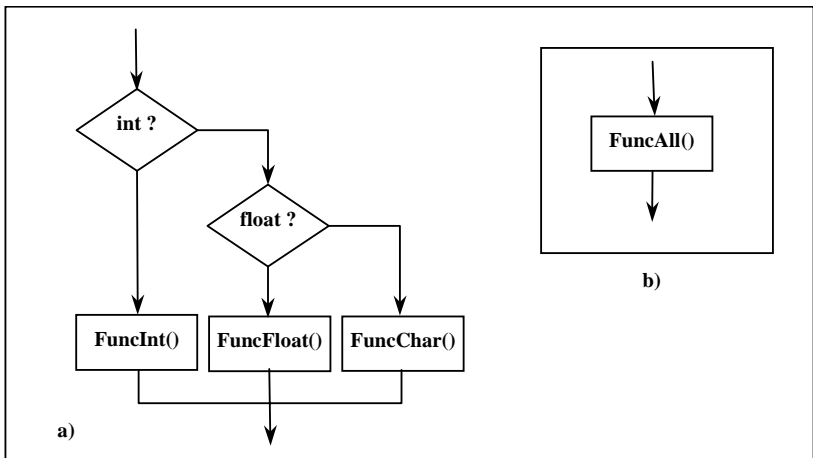 int ?
float ?
FuncInt()
FuncFloat()
FuncChar()
a)
FuncAll()
b)